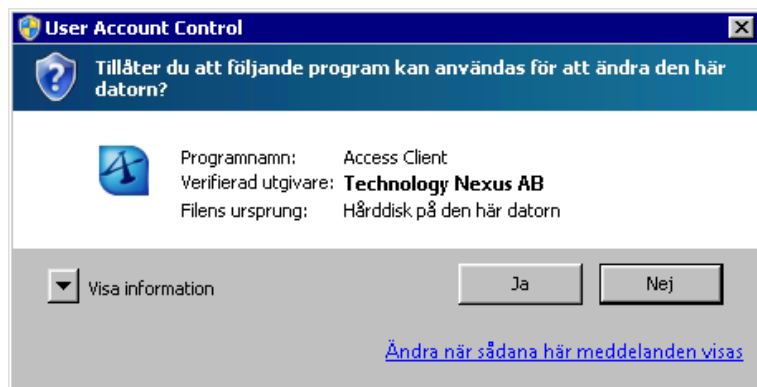 User Account Control
Tillåter du att följande program kan användas för att ändra den här
datorn?
Programnamn: Access Client
Verifierad utgivare: Technology Nexus AB
Filens ursprung: Hårddisk på den här datorn
Visa information
Ja
Nej
Ändra när sådana här meddelanden visas